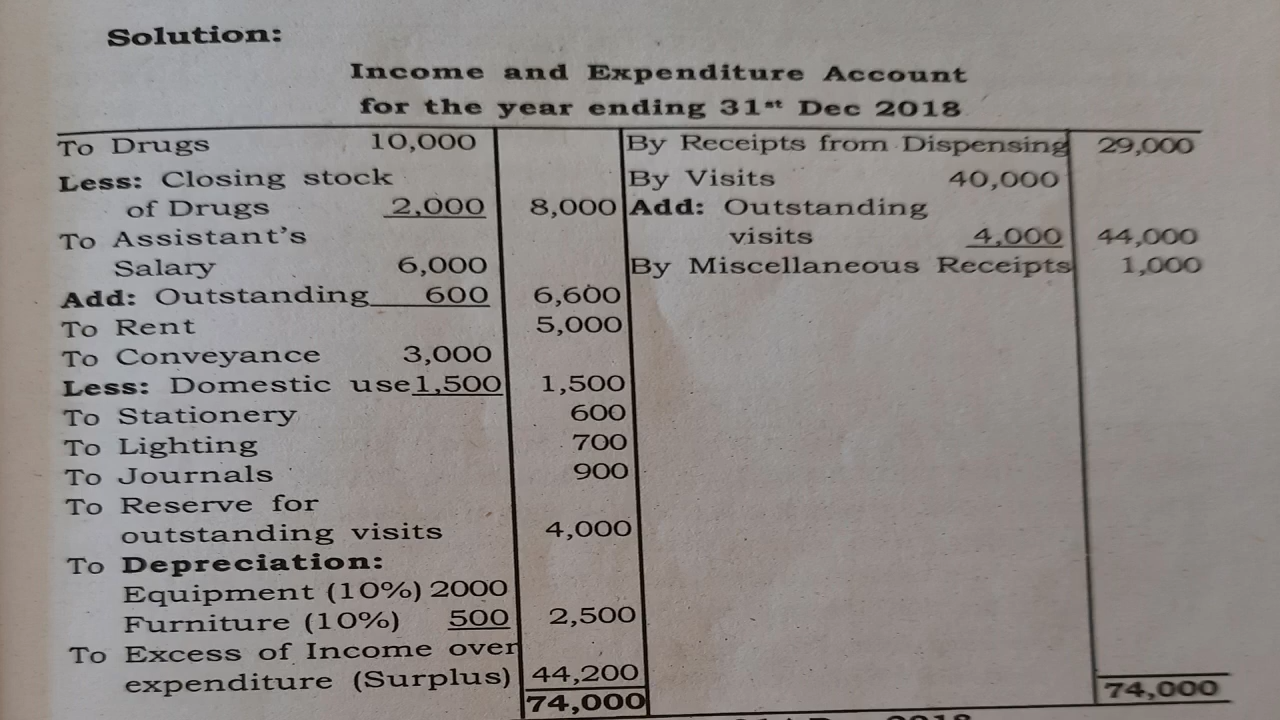 Solution:
Income and Expenditure Account
for the year ending 31st Dec 2018
To Drugs 10,000 By Receipts from Dispensing 29,000
Less: Closing stock By Visits 40,000
of Drugs 2,000 8,000 Add: Outstanding
To Assistant's visits 4,000 44,000
Salary 6,000 By Miscellaneous Receipts 1,000
Add: Outstanding 600 6,600
To Rent 5,000
To Conveyance 3,000
Less: Domestic use 1,500 1,500
To Stationery 600
To Lighting 700
To Journals 900
To Reserve for
outstanding visits 4,000
To Depreciation:
Equipment (10%) 2000
Furniture (10%) 500 2,500
To Excess of Income over
expenditure (Surplus) 44,200
74,000 74,000